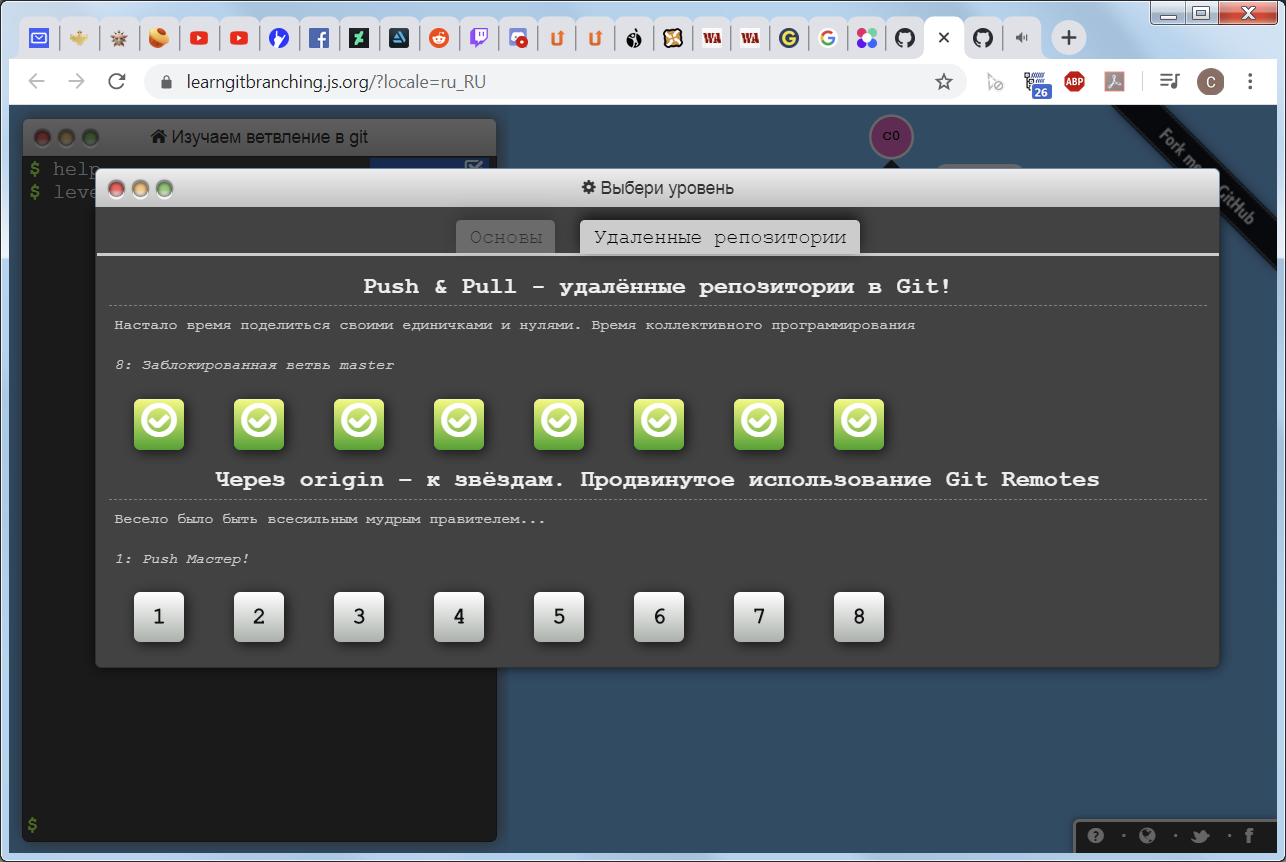 WA
WA
G
G
learngitbranching.js.org/?locale=ru_RU
26
ABP
C
Изучаем ветвление в git
C0
$ help
$ leve
Fork me
GitHub
Выбери уровень
Основы
Удаленные репозитории
Push & Pull - удалённые репозитории в Git!
Настало время поделиться своими единичками и нулями. Время коллективного программирования
8: Заблокированная ветвь master
Через origin – к звёздам. Продвинутое использование Git Remotes
Весело было быть всесильным мудрым правителем...
1: Push Мастер!
1 2 3 4 5 6 7 8
$